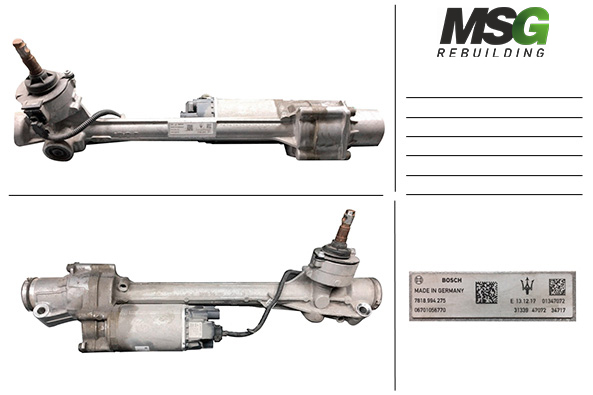 MSG
REBUILDING
BOSCH
MADE IN GERMANY
7818.994.275 E 13.12.17 01347072
06701056770 31339 47072 34717